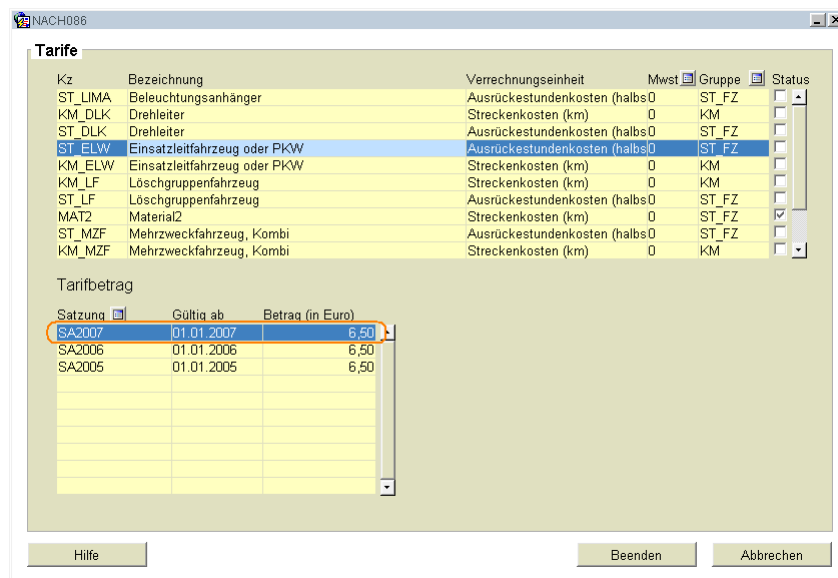 NACH086
Tarife
Kz Bezeichnung Verrechnungseinheit Mwst Gruppe Status
ST_LIMA Beleuchtungsanhänger Ausrückestundenkosten (halbs 0 ST_FZ
KM_DLK Drehleiter Streckenkosten (km) 0 KM
ST_DLK Drehleiter Ausrückestundenkosten (halbs 0 ST_FZ
ST_ELW Einsatzleitfahrzeug oder PKW Ausrückestundenkosten (halbs 0 ST_FZ
KM_ELW Einsatzleitfahrzeug oder PKW Streckenkosten (km) 0 KM
KM_LF Löschgruppenfahrzeug Streckenkosten (km) 0 KM
ST_LF Löschgruppenfahrzeug Ausrückestundenkosten (halbs 0 ST_FZ
MAT2 Material2 Streckenkosten (km) 0 ST_FZ
ST_MZF Mehrzweckfahrzeug, Kombi Ausrückestundenkosten (halbs 0 ST_FZ
KM_MZF Mehrzweckfahrzeug, Kombi Streckenkosten (km) 0 KM
Tarifbetrag
Satzung Gültig ab Betrag (in Euro)
SA2007 01.01.2007 6,50
SA2006 01.01.2006 6,50
SA2005 01.01.2005 6,50
Hilfe Beenden Abbrechen